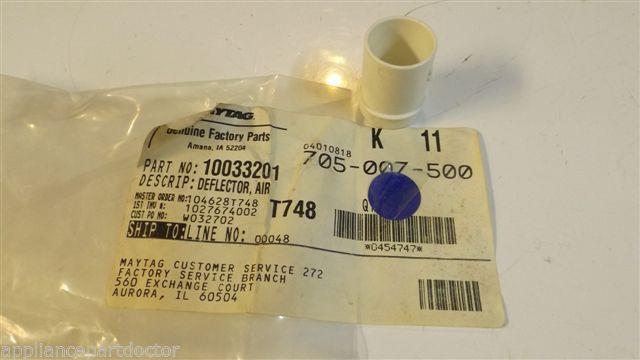 MAYTAG
Genuine Factory Parts
Amana, IA 52204
PART NO: 10033201
DESCRIP: DEFLECTOR, AIR
MASTER ORDER NO: 104628T748
1ST INV #: 1027674002
CUST PO NO: W032702
SHIP TO: LINE NO: 00048
T748
04010818
K 11
705-007-500
*0454747*
MAYTAG CUSTOMER SERVICE 272
FACTORY SERVICE BRANCH
560 EXCHANGE COURT
AURORA, IL 60504
appliancepartdoctor